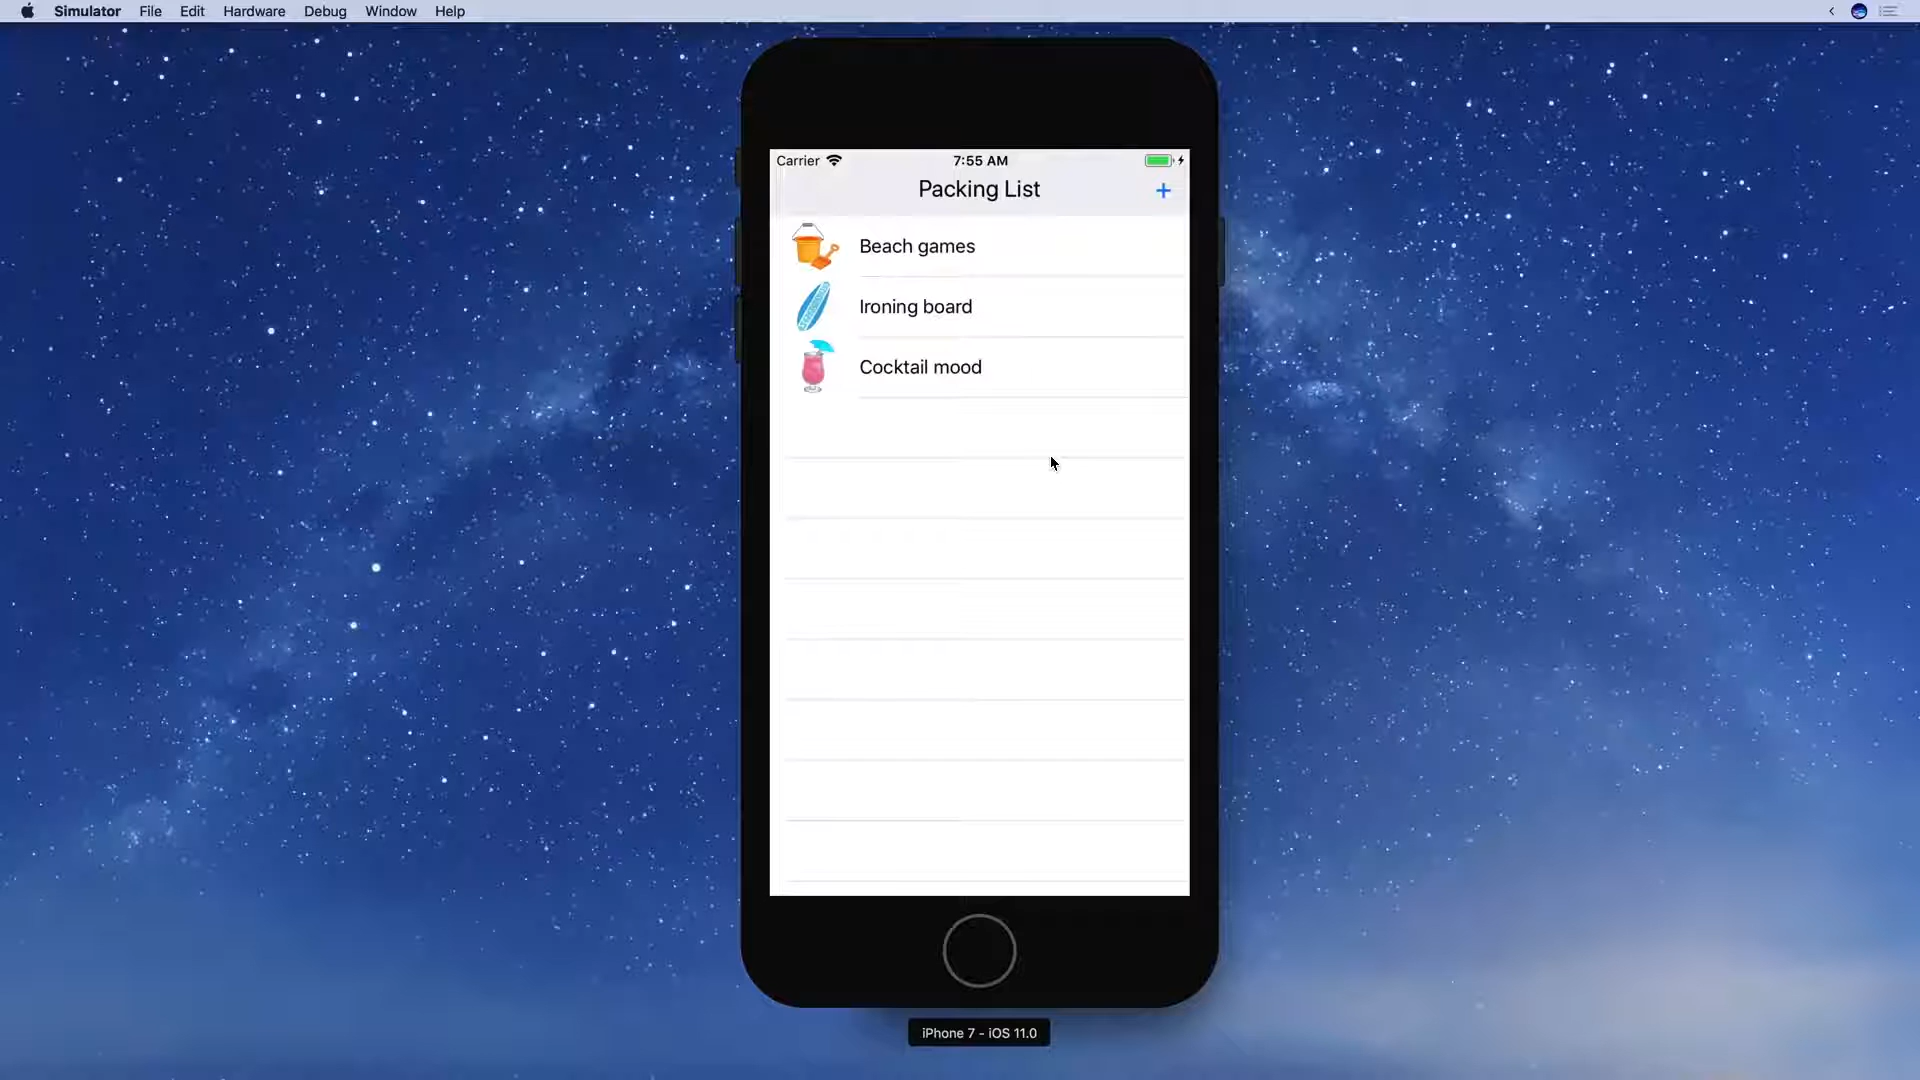 Simulator File Edit Hardware Debug Window Help
Carrier 7:55 AM
Packing List +
Beach games
Ironing board
Cocktail mood
iPhone 7 - iOS 11.0